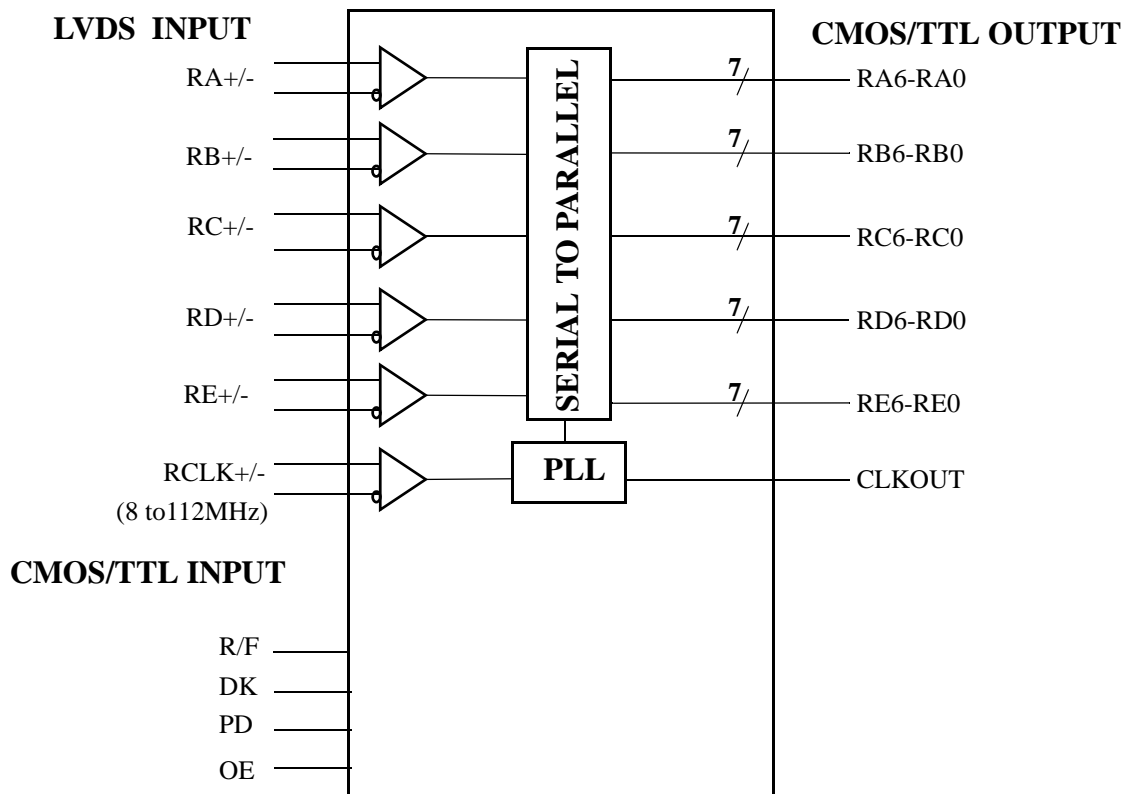 LVDS INPUT
CMOS/TTL OUTPUT
RA+/-
7
RA6-RA0
RB+/-
7
RB6-RB0
RC+/-
7
RC6-RC0
RD+/-
7
RD6-RD0
RE+/-
7
RE6-RE0
SERIAL TO PARALLEL
RCLK+/-
(8 to112MHz)
PLL
CLKOUT
CMOS/TTL INPUT
R/F
DK
PD
OE